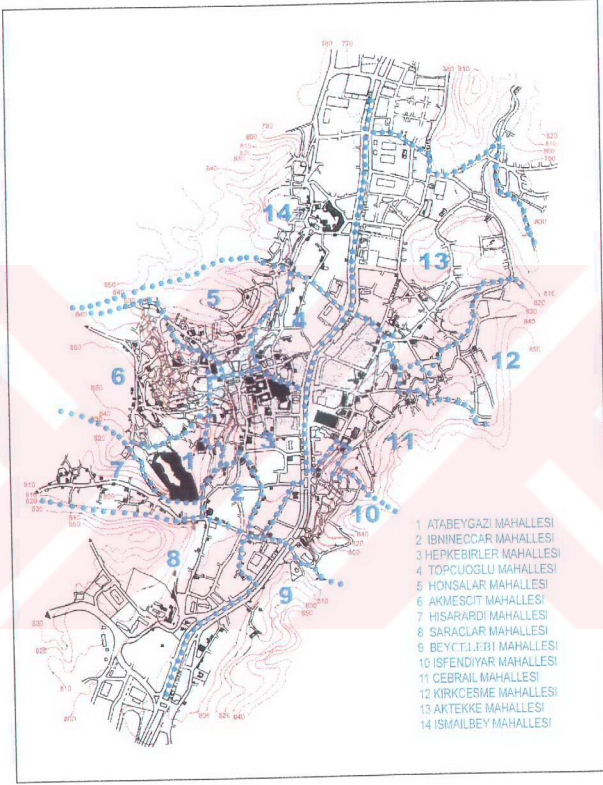 14
13
5
4
12
6
3
11
1
7
2
10
8
9
1 ATABEYGAZI MAHALLESI
2 IBNINECCAR MAHALLESI
3 HEPKEBIRLER MAHALLESI
4 TOPCUOGLU MAHALLESI
5 HONSALAR MAHALLESI
6 AKMESCIT MAHALLESI
7 HISARARDI MAHALLESI
8 SARACLAR MAHALLESI
9 BEYCELEBI MAHALLESI
10 ISFENDIYAR MAHALLESI
11 CEBRAIL MAHALLESI
12 KIRKCESME MAHALLESI
13 AKTEKKE MAHALLESI
14 ISMAILBEY MAHALLESI